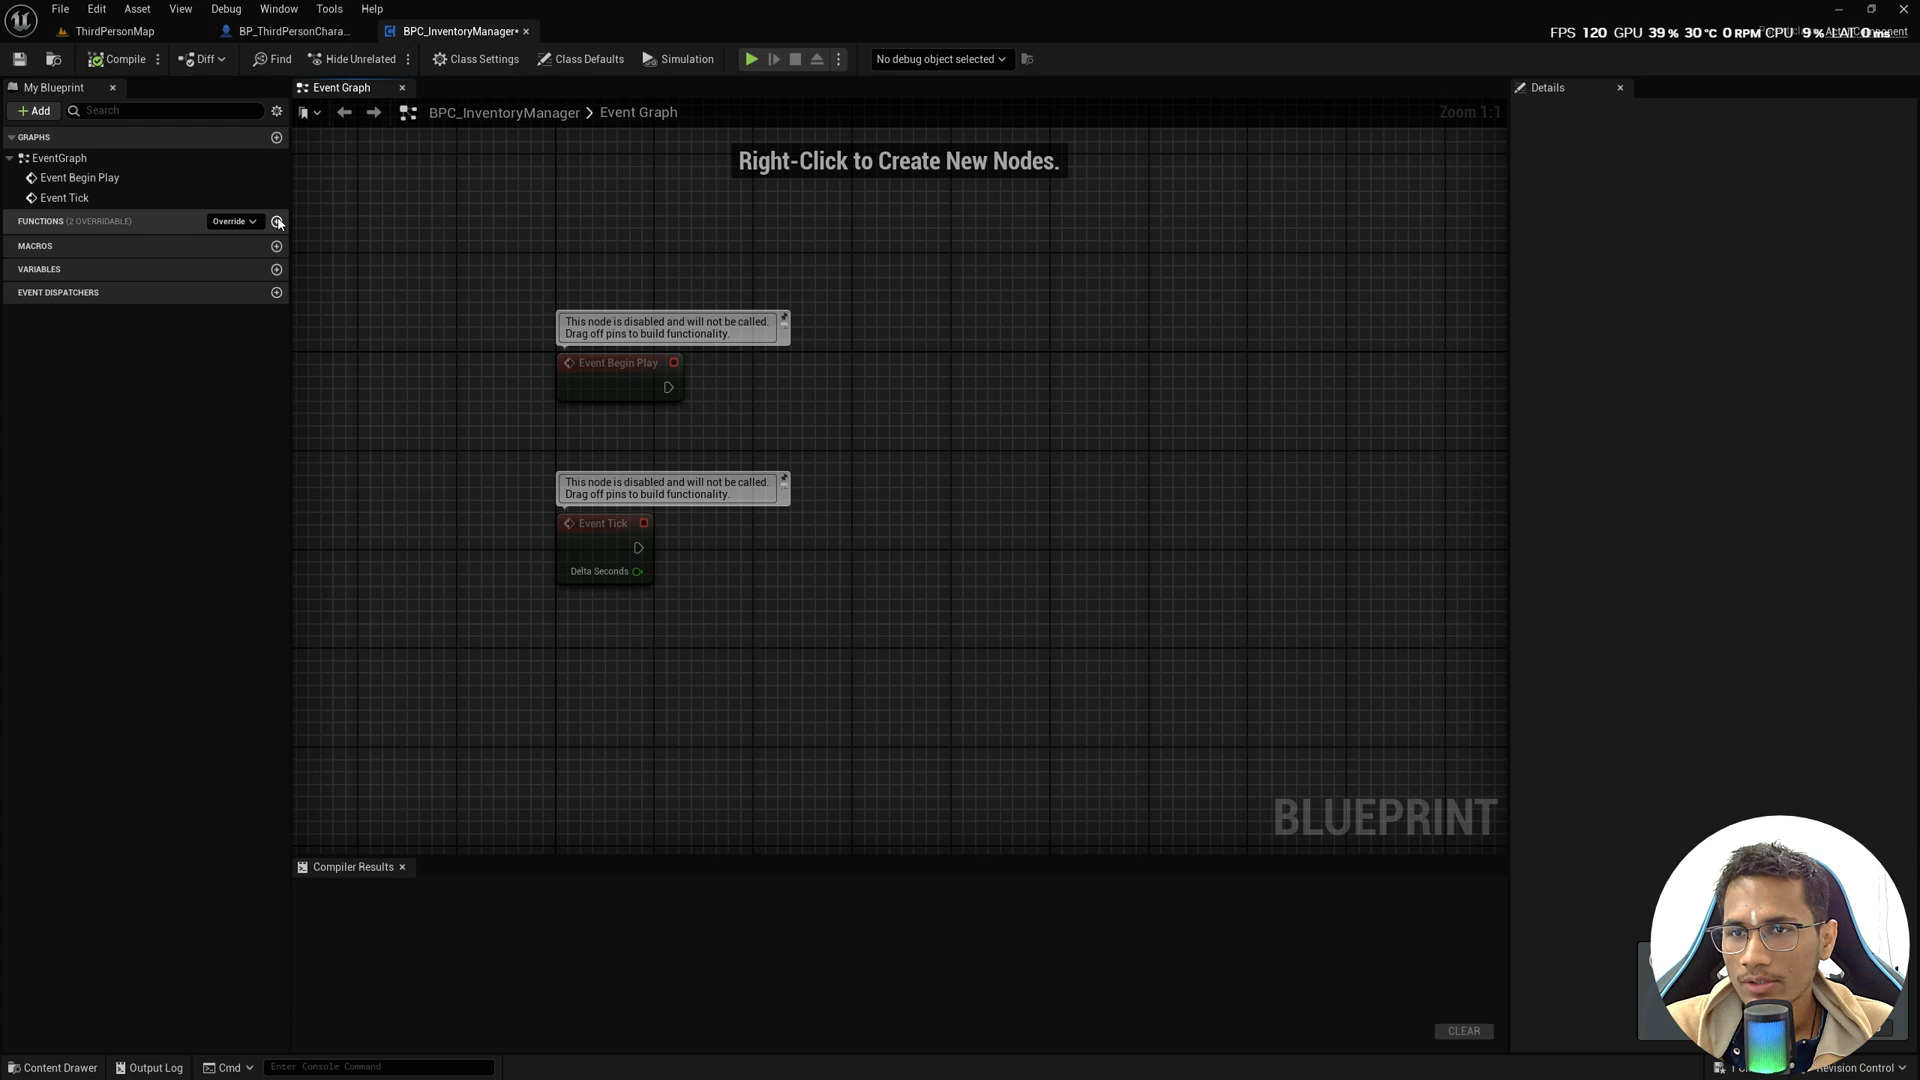 File Edit Asset View Debug Window Tools Help
ThirdPersonMap
BP_ThirdPersonChara...
BPC_InventoryManager*
FPS 120 GPU 39 % 30°C 0 RPM CPU 9 % LAT 0 ms
Compile
Diff
Find
Hide Unrelated
Class Settings
Class Defaults
Simulation
No debug object selected
My Blueprint
Event Graph
Details
Add
Search
BPC_InventoryManager > Event Graph
Zoom 1:1
GRAPHS
EventGraph
Event Begin Play
Event Tick
FUNCTIONS (2 OVERRIDABLE)
Override
MACROS
VARIABLES
EVENT DISPATCHERS
Right-Click to Create New Nodes.
This node is disabled and will not be called.
Drag off pins to build functionality.
Event Begin Play
This node is disabled and will not be called.
Drag off pins to build functionality.
Event Tick
Delta Seconds
BLUEPRINT
Compiler Results
CLEAR
Content Drawer
Output Log
Cmd
Enter Console Command
Revision Control